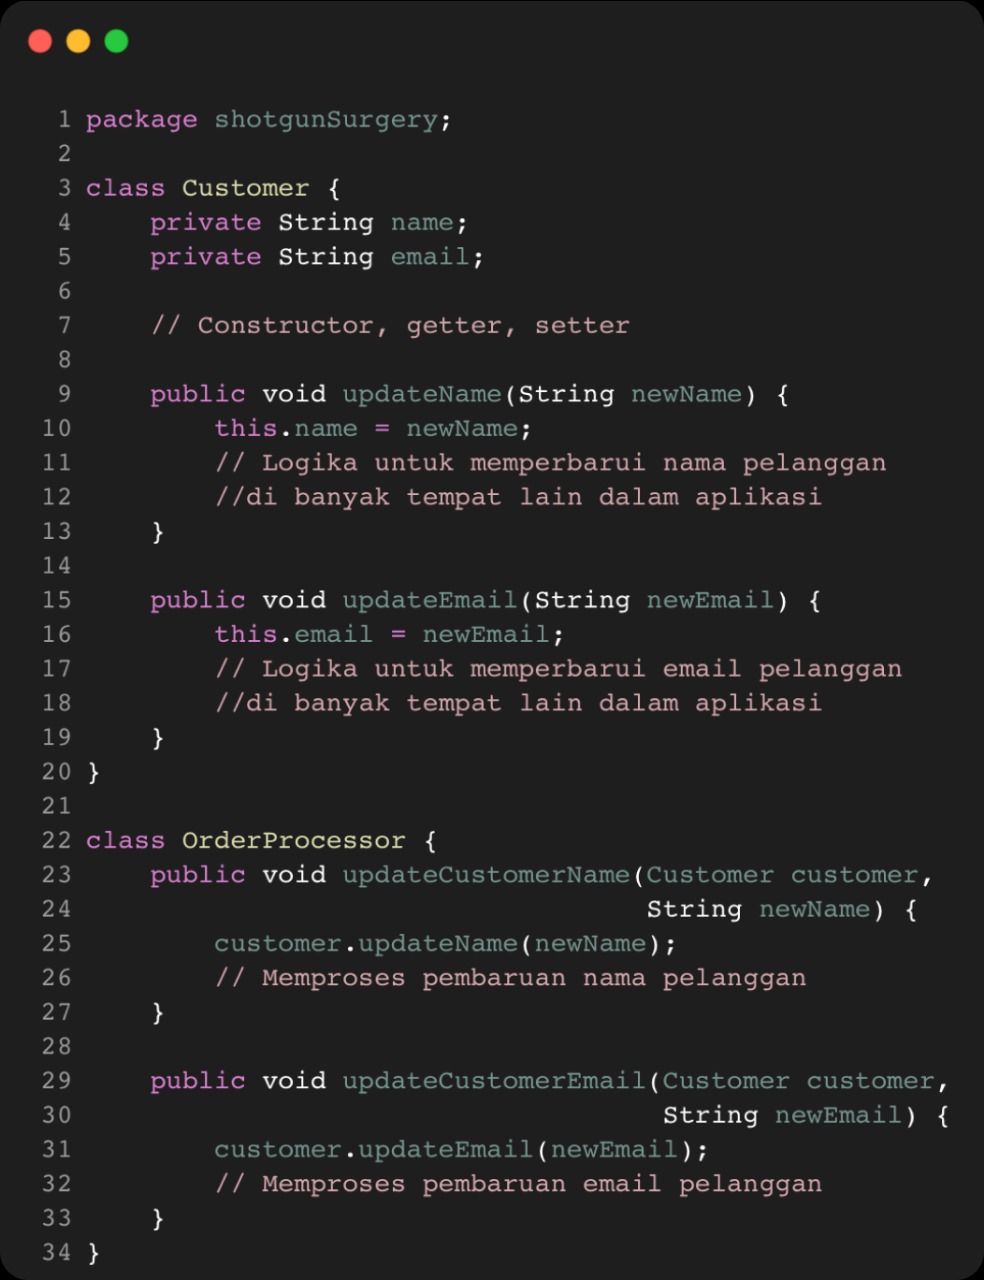 1 package shotgunSurgery;
2
3 class Customer {
4     private String name;
5     private String email;
6
7     // Constructor, getter, setter
8
9     public void updateName(String newName) {
10         this.name = newName;
11         // Logika untuk memperbarui nama pelanggan
12         //di banyak tempat lain dalam aplikasi
13     }
14
15     public void updateEmail(String newEmail) {
16         this.email = newEmail;
17         // Logika untuk memperbarui email pelanggan
18         //di banyak tempat lain dalam aplikasi
19     }
20 }
21
22 class OrderProcessor {
23     public void updateCustomerName(Customer customer,
24                                    String newName) {
25         customer.updateName(newName);
26         // Memproses pembaruan nama pelanggan
27     }
28
29     public void updateCustomerEmail(Customer customer,
30                                     String newEmail) {
31         customer.updateEmail(newEmail);
32         // Memproses pembaruan email pelanggan
33     }
34 }